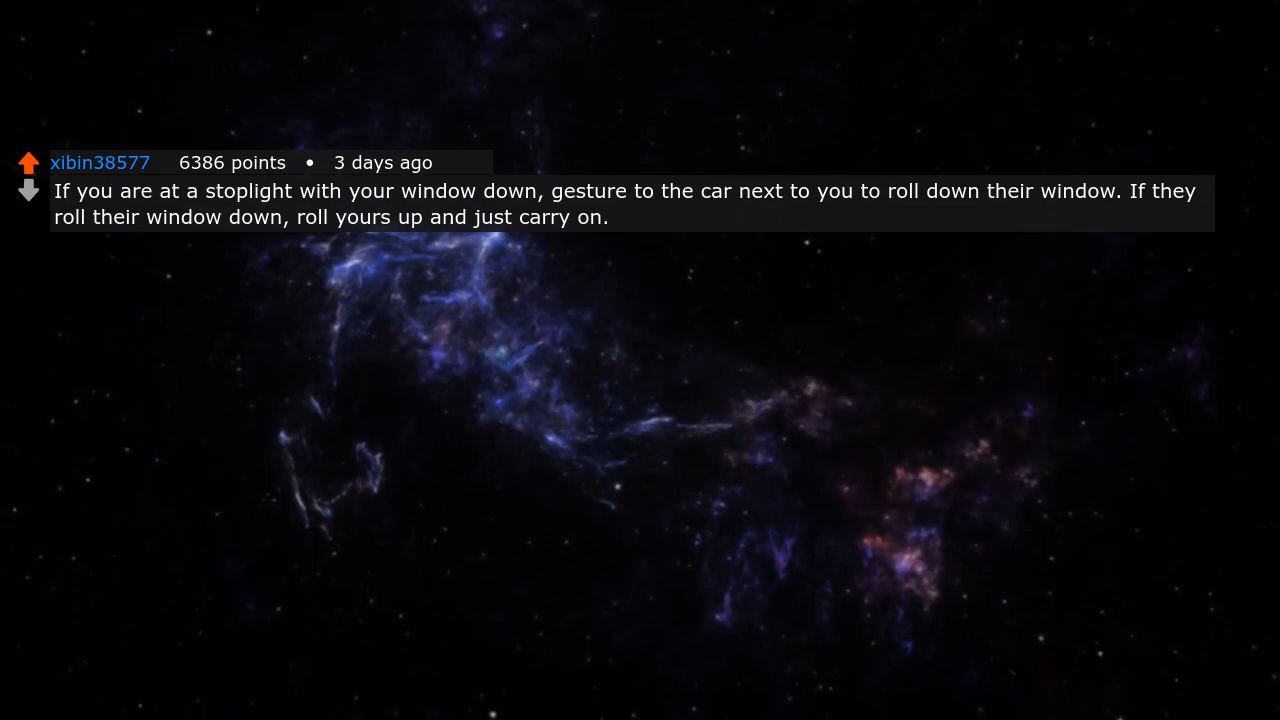 xibin38577 6386 points • 3 days ago
If you are at a stoplight with your window down, gesture to the car next to you to roll down their window. If they
roll their window down, roll yours up and just carry on.